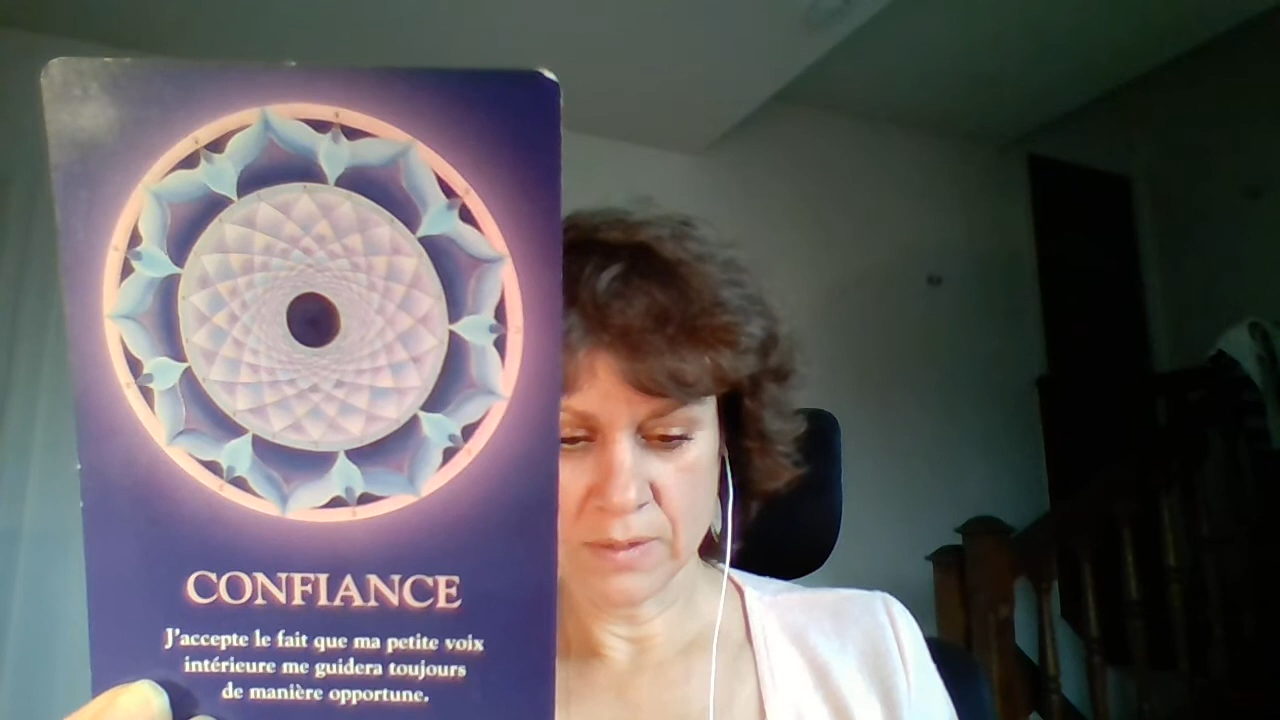 CONFIANCE
J'accepte le fait que ma petite voix
intérieure me guidera toujours
de manière opportune.